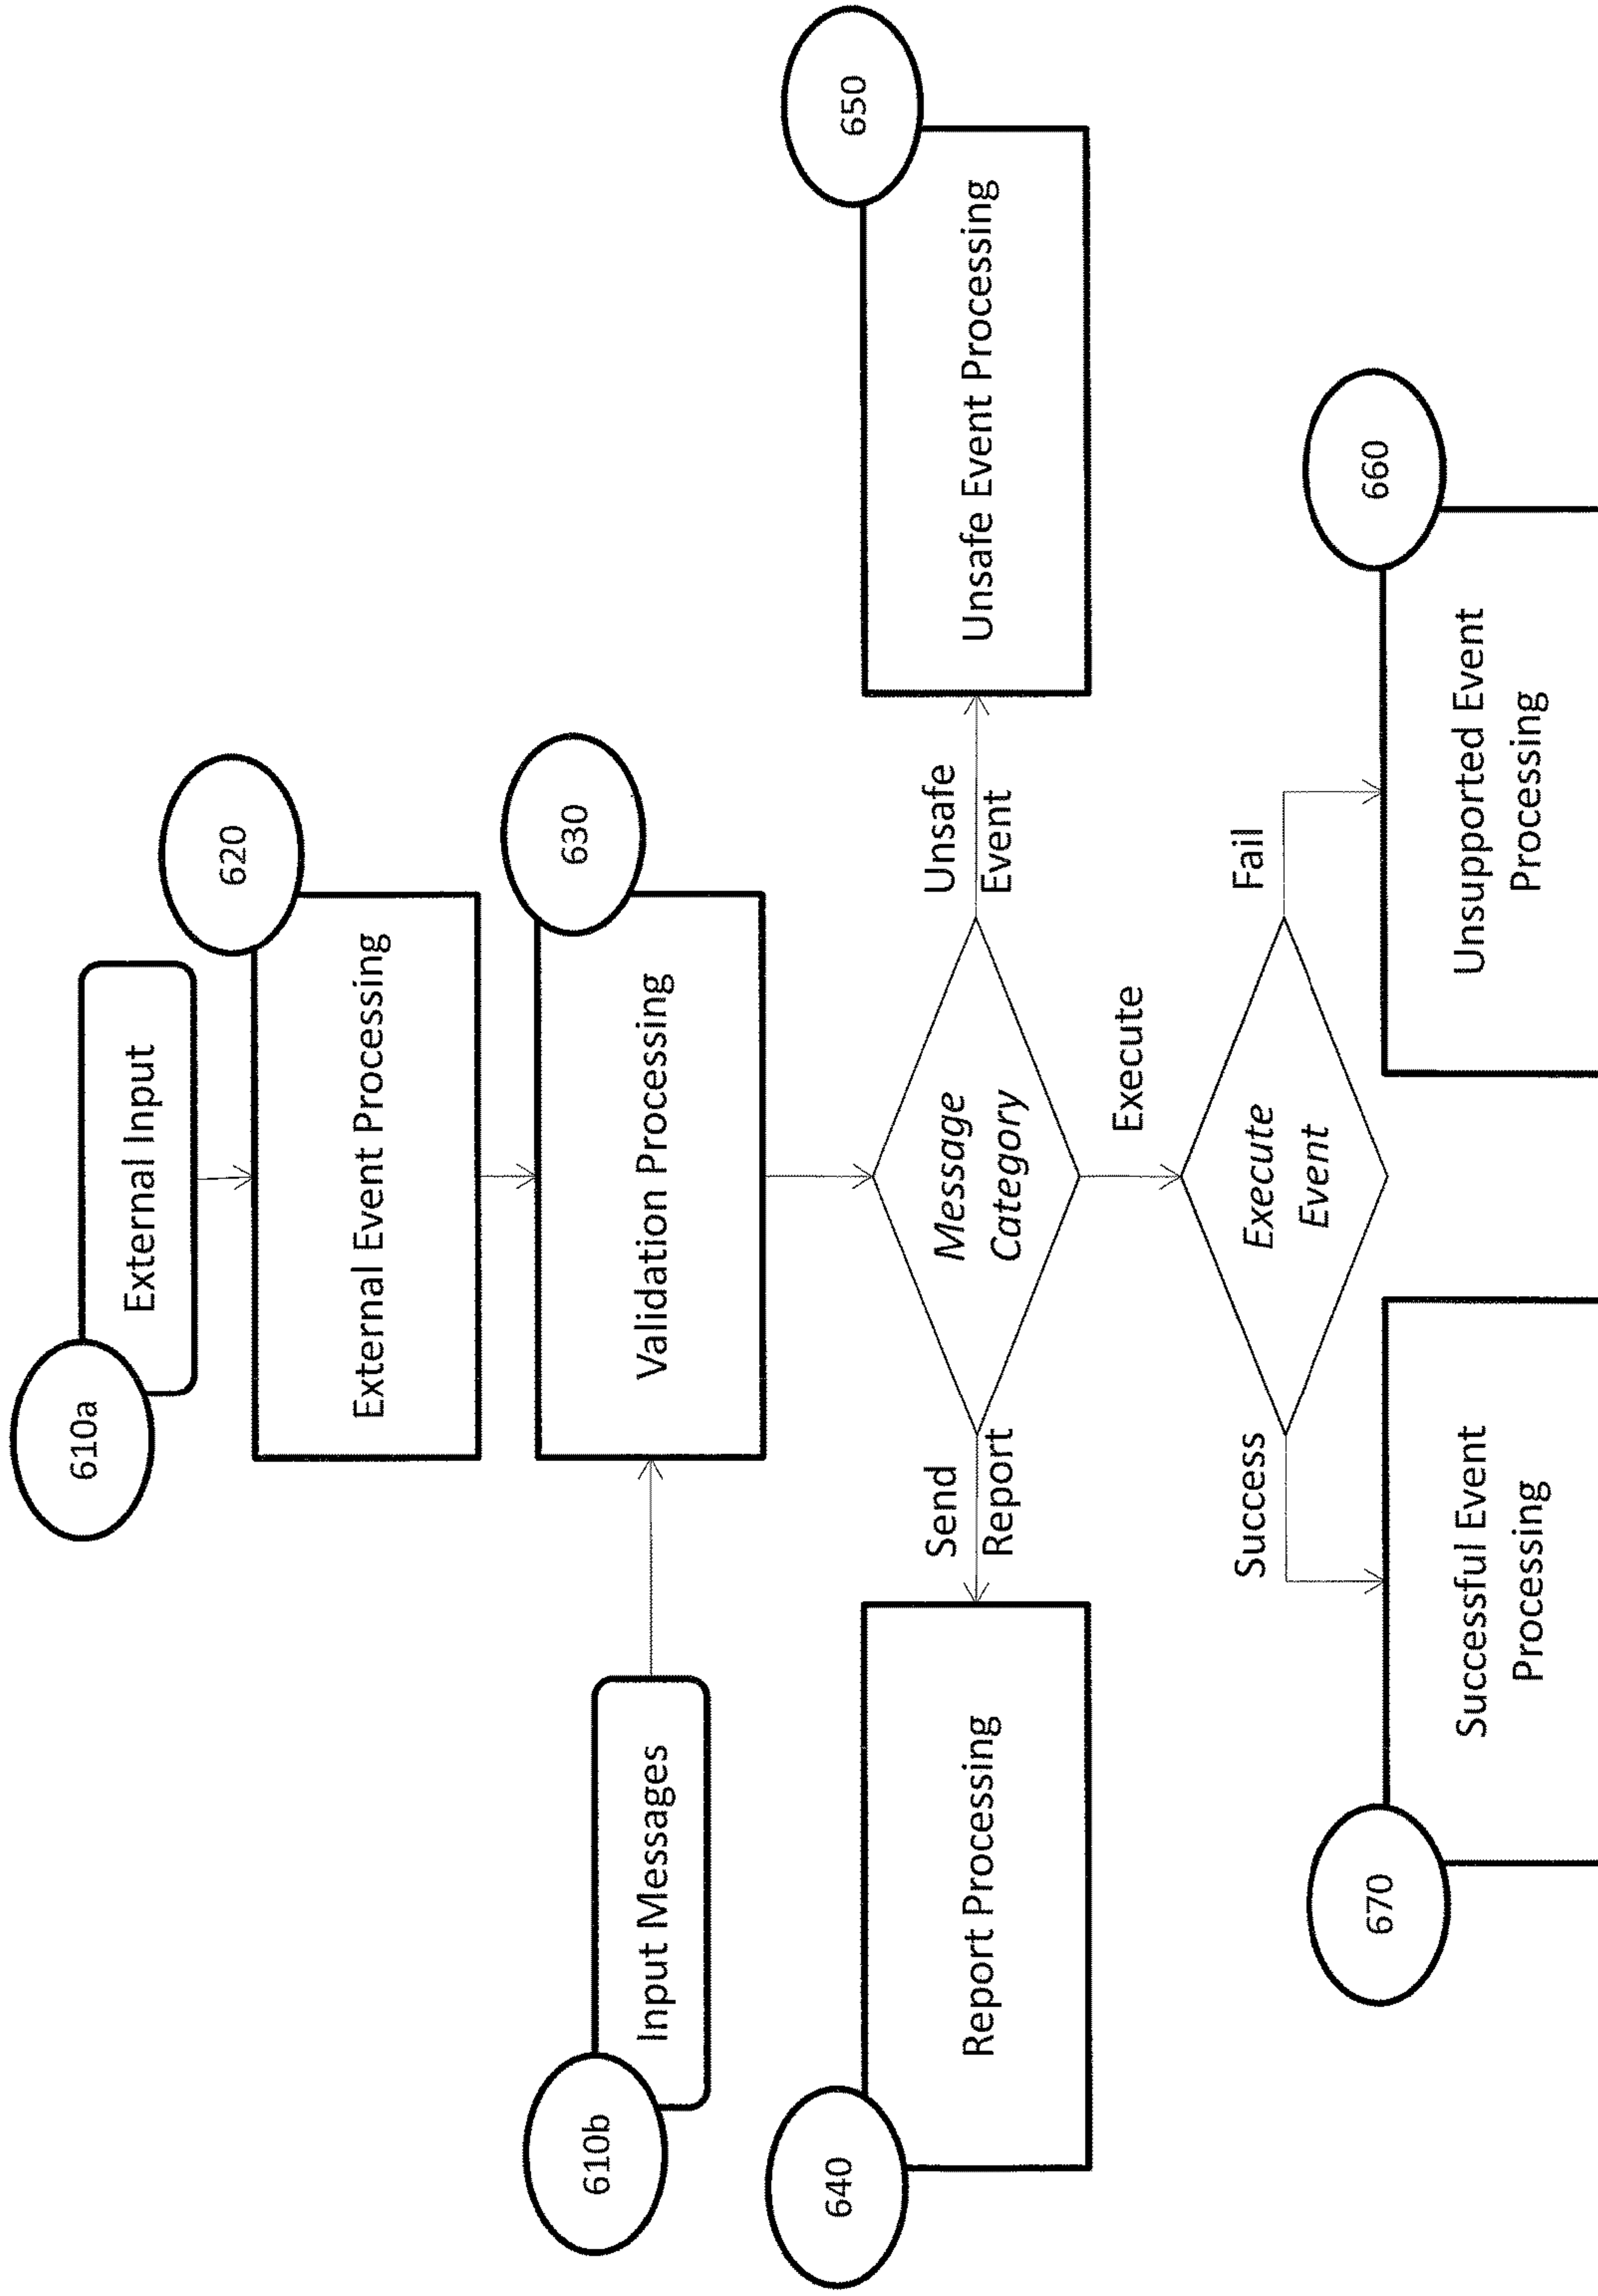 610a
External Input
620
External Event Processing
630
610b
Input Messages
Validation Processing
640
Report Processing
Send
Report
Message
Category
Unsafe
Event
650
Unsafe Event Processing
Execute
Success
Execute
Event
Fail
670
Successful Event
Processing
660
Unsupported Event
Processing